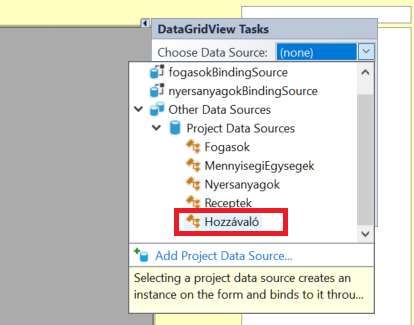 DataGridView Tasks
Choose Data Source: (none)
fogasokBindingSource
nyersanyagokBindingSource
Other Data Sources
Project Data Sources
Fogasok
MennyisegiEgysegek
Nyersanyagok
Receptek
Hozzávaló
Add Project Data Source...
Selecting a project data source creates an
instance on the form and binds to it throu...